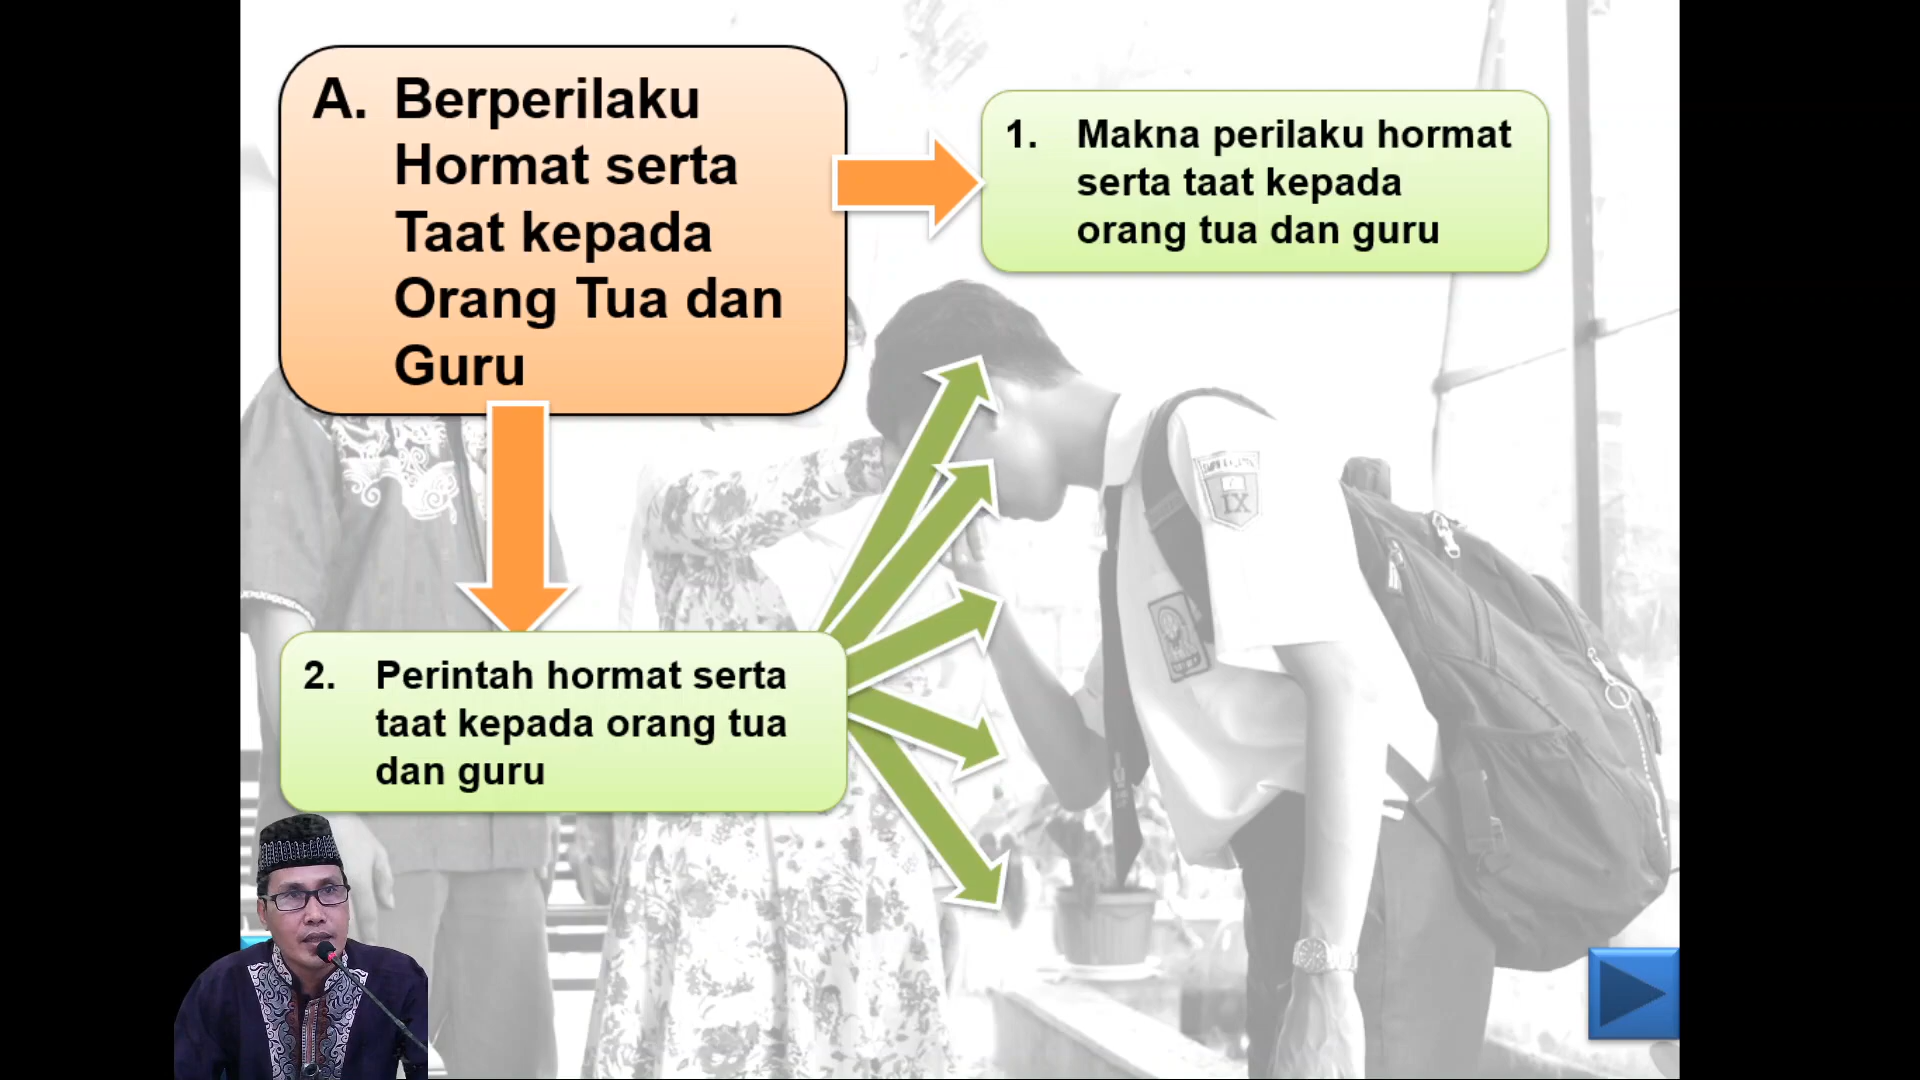 A. Berperilaku
Hormat serta
Taat kepada
Orang Tua dan
Guru
1. Makna perilaku hormat
serta taat kepada
orang tua dan guru
2. Perintah hormat serta
taat kepada orang tua
dan guru
IX